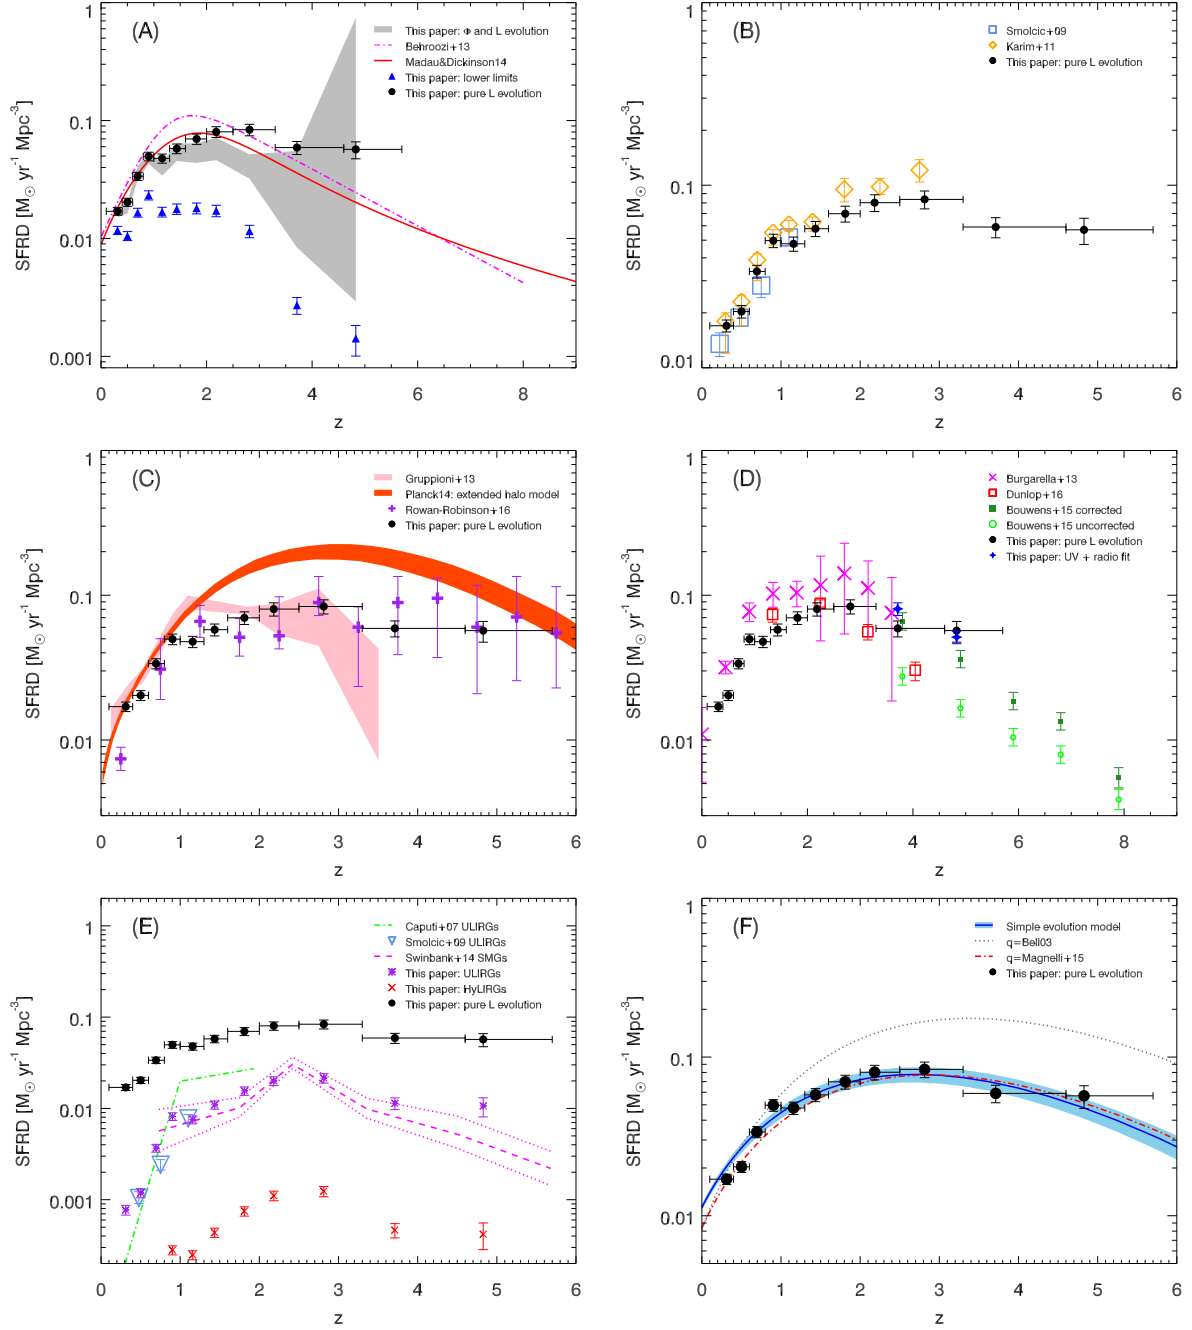 (A)
This paper: Φ and L evolution
Behroozi+13
Madau&Dickinson14
This paper: lower limits
This paper: pure L evolution
SFRD [M⊙ yr⁻¹ Mpc⁻³]
1
0.1
0.01
0.001
0 2 4 6 8
z
(B)
Smolcic+09
Karim+11
This paper: pure L evolution
SFRD [M⊙ yr⁻¹ Mpc⁻³]
1
0.1
0.01
0 1 2 3 4 5 6
z
(C)
Gruppioni+13
Planck14: extended halo model
Rowan-Robinson+16
This paper: pure L evolution
SFRD [M⊙ yr⁻¹ Mpc⁻³]
1
0.1
0.01
0 1 2 3 4 5 6
z
(D)
Burgarella+13
Dunlop+16
Bouwens+15 corrected
Bouwens+15 uncorrected
This paper: pure L evolution
This paper: UV + radio fit
SFRD [M⊙ yr⁻¹ Mpc⁻³]
1
0.1
0.01
0 2 4 6 8
z
(E)
Caputi+07 ULIRGs
Smolcic+09 ULIRGs
Swinbank+14 SMGs
This paper: ULIRGs
This paper: HyLIRGs
This paper: pure L evolution
SFRD [M⊙ yr⁻¹ Mpc⁻³]
1
0.1
0.01
0.001
0 1 2 3 4 5 6
z
(F)
Simple evolution model
q=Bell03
q=Magnelli+15
This paper: pure L evolution
SFRD [M⊙ yr⁻¹ Mpc⁻³]
1
0.1
0.01
0 1 2 3 4 5 6
z